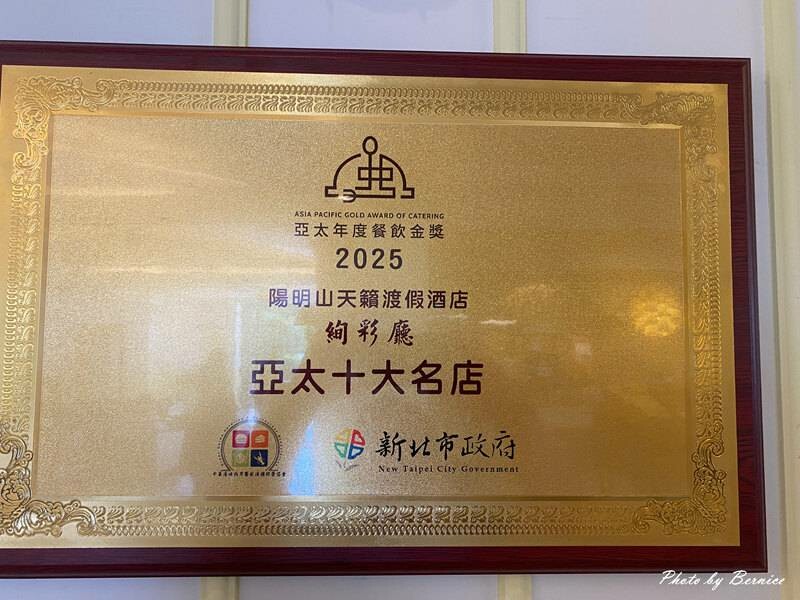 ASIA PACIFIC GOLD AWARD OF CATERING
亞太年度餐飲金獎
2025
陽明山天籟渡假酒店
絢彩廳
亞太十大名店
新北市政府
New Taipei City Government
Photo by Bernice